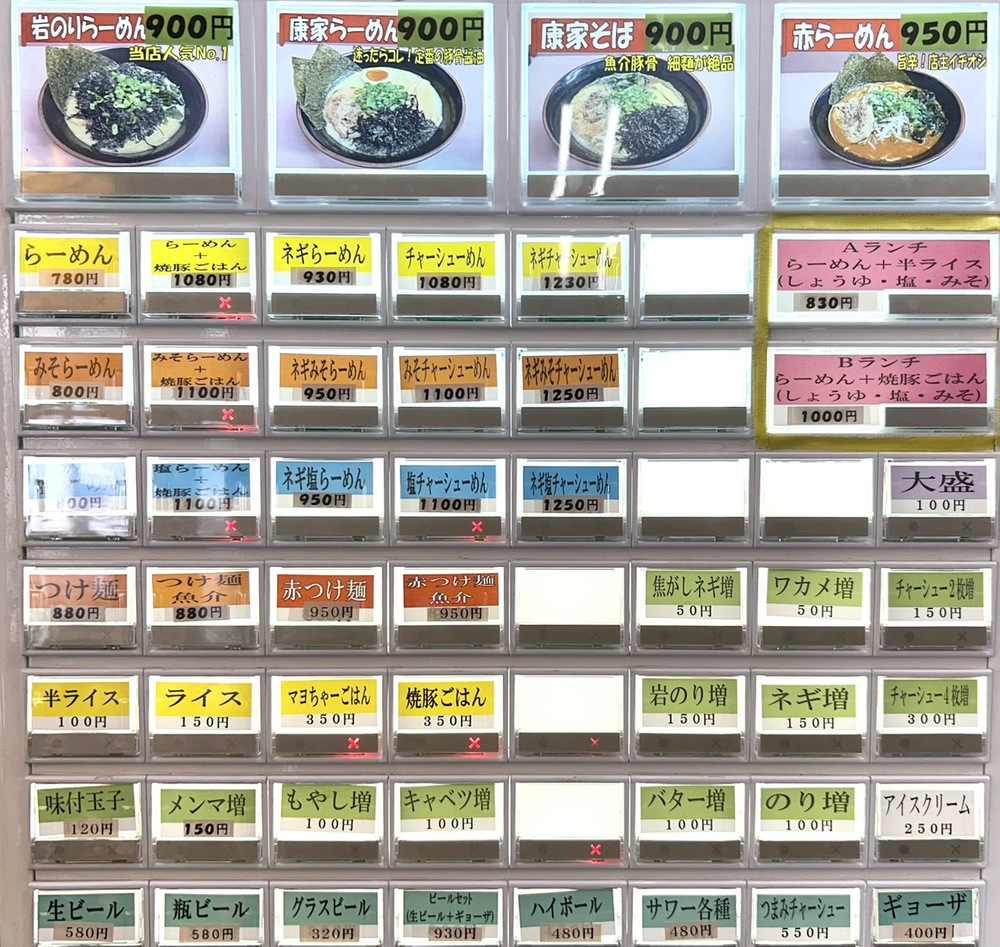 岩のりらーめん 900円
当店人気No.1
康家らーめん 900円
迷ったらコレ！定番の豚骨醤油
康家そば 900円
魚介豚骨 細麺が絶品
赤らーめん 950円
旨辛！店主イチオシ
らーめん
780円
らーめん
+
焼豚ごはん
1080円
ネギらーめん
930円
チャーシューめん
1080円
ネギチャーシューめん
1230円
Aランチ
らーめん＋半ライス
(しょうゆ・塩・みそ)
830円
みそらーめん
800円
みそらーめん
+
焼豚ごはん
1100円
ネギみそらーめん
950円
みそチャーシューめん
1100円
ネギみそチャーシューめん
1250円
Bランチ
らーめん＋焼豚ごはん
(しょうゆ・塩・みそ)
1000円
800円
塩らーめん
+
焼豚ごはん
1100円
ネギ塩らーめん
950円
塩チャーシューめん
1100円
ネギ塩チャーシューめん
1250円
大盛
100円
つけ麺
880円
つけ麺
魚介
880円
赤つけ麺
950円
赤つけ麺
魚介
950円
焦がしネギ増
50円
ワカメ増
50円
チャーシュー2枚増
150円
半ライス
100円
ライス
150円
マヨちゃーごはん
350円
焼豚ごはん
350円
岩のり増
150円
ネギ増
150円
チャーシュー4枚増
300円
味付玉子
120円
メンマ増
150円
もやし増
100円
キャベツ増
100円
バター増
100円
のり増
100円
アイスクリーム
250円
生ビール
580円
瓶ビール
580円
グラスビール
320円
ビールセット
(生ビール＋ギョーザ)
930円
ハイボール
480円
サワー各種
480円
つまみチャーシュー
550円
ギョーザ
400円